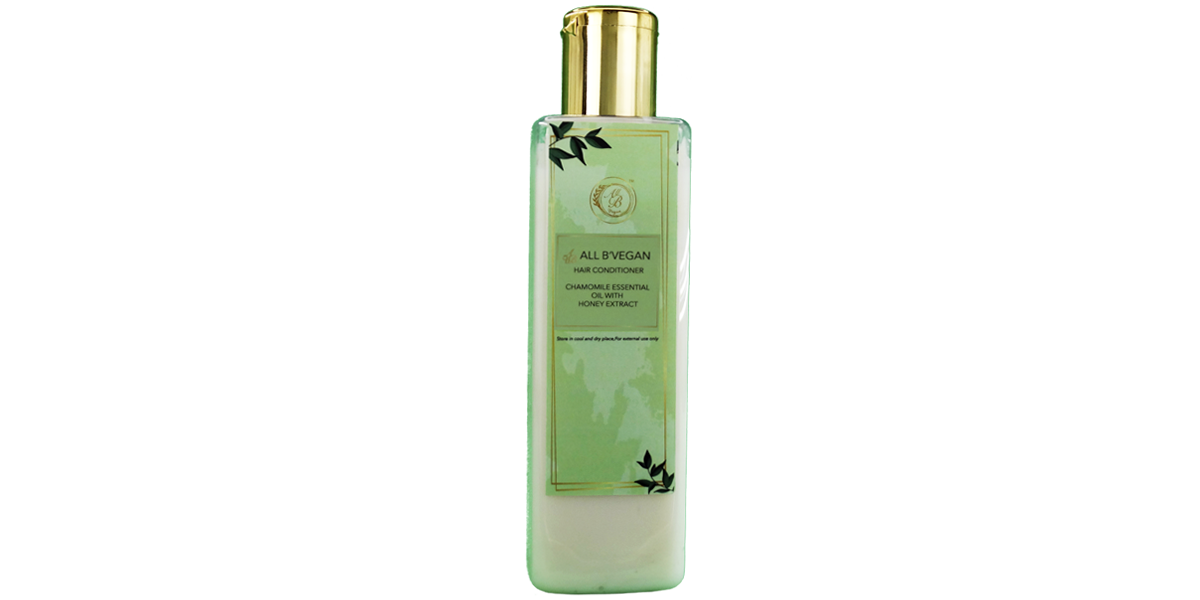 ALL B'VEGAN
HAIR CONDITIONER
CHAMOMILE ESSENTIAL
OIL WITH
HONEY EXTRACT
Store in cool and dry place,For external use only